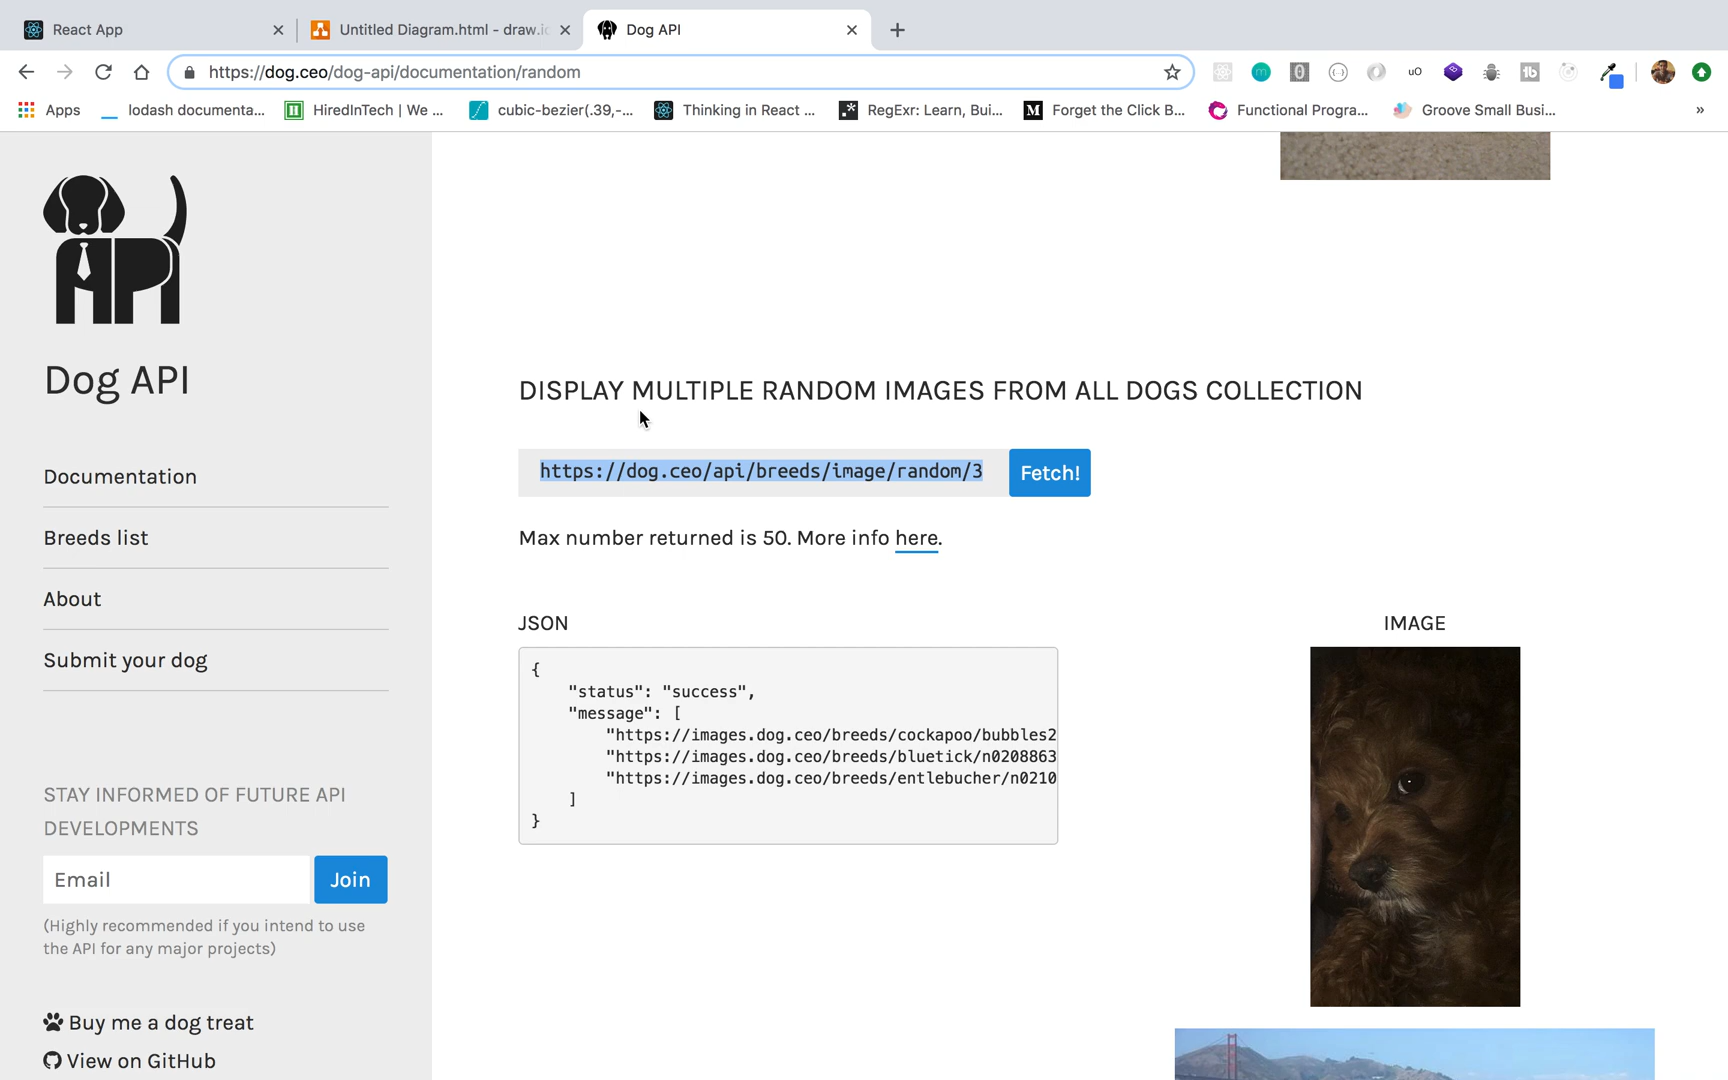 React App
Untitled Diagram.html - draw.io
Dog API
https://dog.ceo/dog-api/documentation/random
Apps
lodash documenta...
HiredInTech | We ...
cubic-bezier(.39,-...
Thinking in React ...
RegExr: Learn, Bui...
Forget the Click B...
Functional Progra...
Groove Small Busi...
»
Dog API
Documentation
Breeds list
About
Submit your dog
STAY INFORMED OF FUTURE API
DEVELOPMENTS
Email
Join
(Highly recommended if you intend to use
the API for any major projects)
Buy me a dog treat
View on GitHub
DISPLAY MULTIPLE RANDOM IMAGES FROM ALL DOGS COLLECTION
https://dog.ceo/api/breeds/image/random/3
Fetch!
Max number returned is 50. More info here.
JSON
{
"status": "success",
"message": [
"https://images.dog.ceo/breeds/cockapoo/bubbles2
"https://images.dog.ceo/breeds/bluetick/n0208863
"https://images.dog.ceo/breeds/entlebucher/n0210
]
}
IMAGE